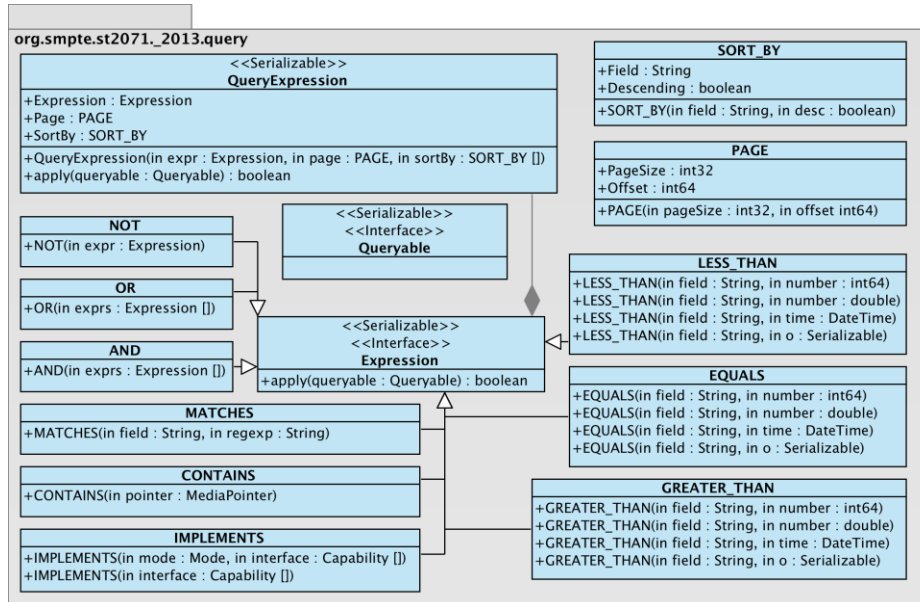 org.smpte.st2071._2013.query
<<Serializable>>
QueryExpression
+Expression : Expression
+Page : PAGE
+SortBy : SORT_BY
+QueryExpression(in expr : Expression, in page : PAGE, in sortBy : SORT_BY [])
+apply(queryable : Queryable) : boolean
SORT_BY
+Field : String
+Descending : boolean
+SORT_BY(in field : String, in desc : boolean)
PAGE
+PageSize : int32
+Offset : int64
+PAGE(in pageSize : int32, in offset int64)
<<Serializable>>
<<Interface>>
Queryable
NOT
+NOT(in expr : Expression)
OR
+OR(in exprs : Expression [])
AND
+AND(in exprs : Expression [])
<<Serializable>>
<<Interface>>
Expression
+apply(queryable : Queryable) : boolean
LESS_THAN
+LESS_THAN(in field : String, in number : int64)
+LESS_THAN(in field : String, in number : double)
+LESS_THAN(in field : String, in time : DateTime)
+LESS_THAN(in field : String, in o : Serializable)
MATCHES
+MATCHES(in field : String, in regexp : String)
EQUALS
+EQUALS(in field : String, in number : int64)
+EQUALS(in field : String, in number : double)
+EQUALS(in field : String, in time : DateTime)
+EQUALS(in field : String, in o : Serializable)
CONTAINS
+CONTAINS(in pointer : MediaPointer)
IMPLEMENTS
+IMPLEMENTS(in mode : Mode, in interface : Capability [])
+IMPLEMENTS(in interface : Capability [])
GREATER_THAN
+GREATER_THAN(in field : String, in number : int64)
+GREATER_THAN(in field : String, in number : double)
+GREATER_THAN(in field : String, in time : DateTime)
+GREATER_THAN(in field : String, in o : Serializable)